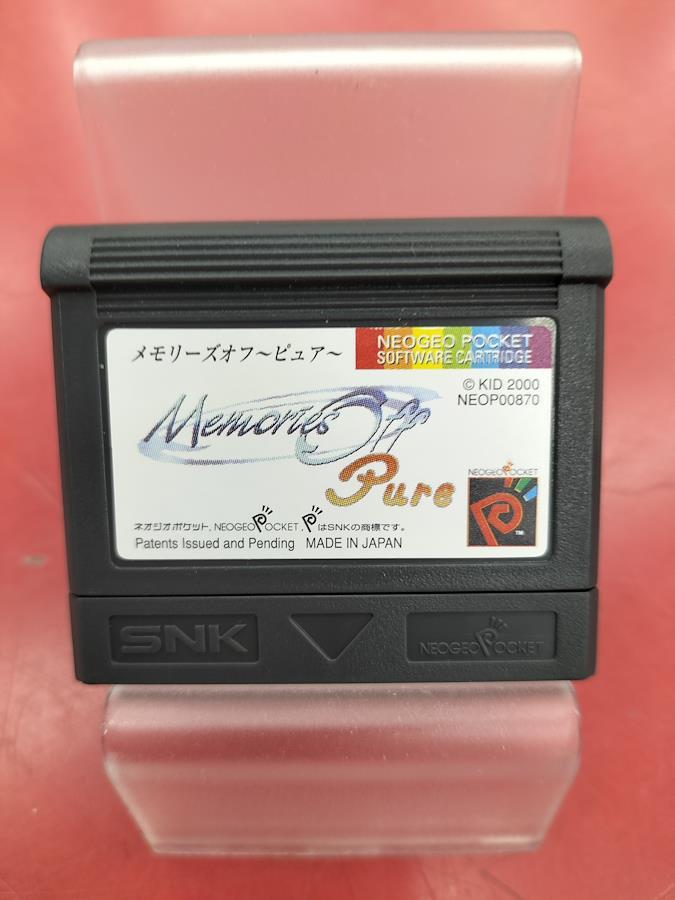 メモリーズオフ～ピュア～
NEOGEO POCKET
SOFTWARE CARTRIDGE
© KID 2000
NEOP00870
Memories Off
Pure
NEOGEO POCKET
TM
ネオジオポケット, NEOGEO POCKET, PはSNKの商標です。
Patents Issued and Pending MADE IN JAPAN
SNK
NEOGEO POCKET